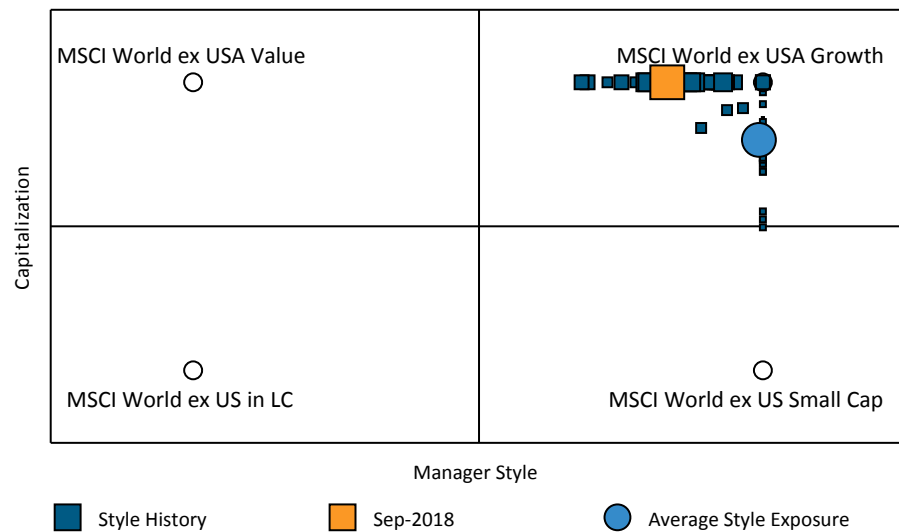 MSCI World ex USA Value
MSCI World ex USA Growth
Capitalization
MSCI World ex US in LC
MSCI World ex US Small Cap
Manager Style
Style History
Sep-2018
Average Style Exposure